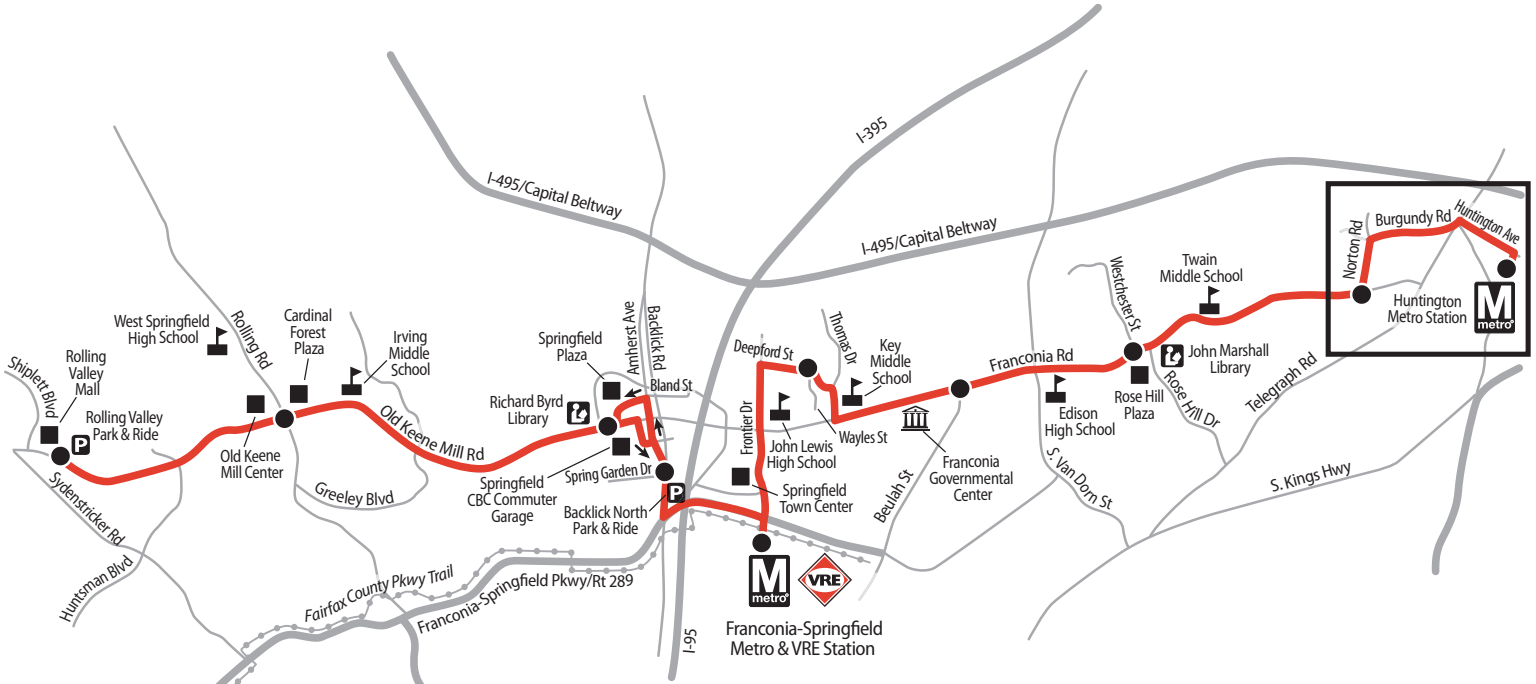 I-395
I-495/Capital Beltway
I-495/Capital Beltway
Burgundy Rd
Huntington Ave
Norton Rd
Huntington
Metro Station
M
metro®
Twain
Middle School
Westchester St
John Marshall
Library
Rose Hill
Plaza
Rose Hill Dr
Telegraph Rd
Franconia Rd
Edison
High School
S. Van Dorn St
S. Kings Hwy
Thomas Dr
Key
Middle
School
Deepford St
Wayles St
Frontier Dr
John Lewis
High School
Franconia
Governmental
Center
Beulah St
Springfield
Town Center
Amherst Ave
Backlick Rd
Springfield
Plaza
Bland St
Richard Byrd
Library
Spring Garden Dr
Springfield
CBC Commuter
Garage
P
Backlick North
Park & Ride
Cardinal
Forest
Plaza
West Springfield
High School
Rolling Rd
Irving
Middle
School
Shiplett Blvd
Rolling
Valley
Mall
P
Rolling Valley
Park & Ride
Old Keene
Mill Center
Old Keene Mill Rd
Greeley Blvd
Sydenstricker Rd
Huntsman Blvd
Fairfax County Pkwy Trail
Franconia-Springfield Pkwy/Rt 289
I-95
M
metro®
VRE
Franconia-Springfield
Metro & VRE Station